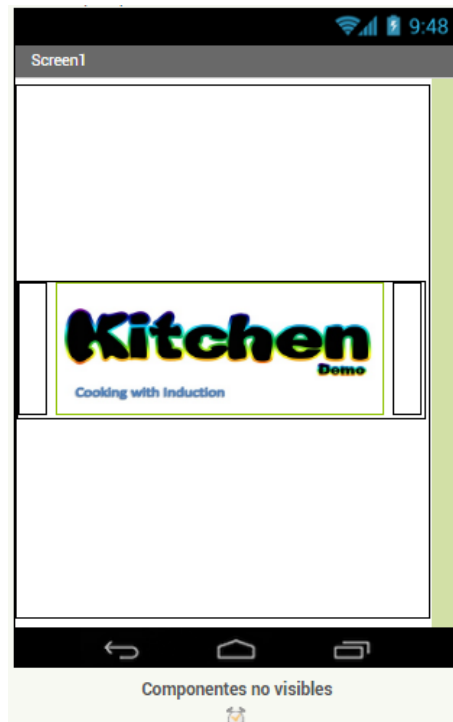 9:48
Screen1
Kitchen
Demo
Cooking with Induction
Componentes no visibles